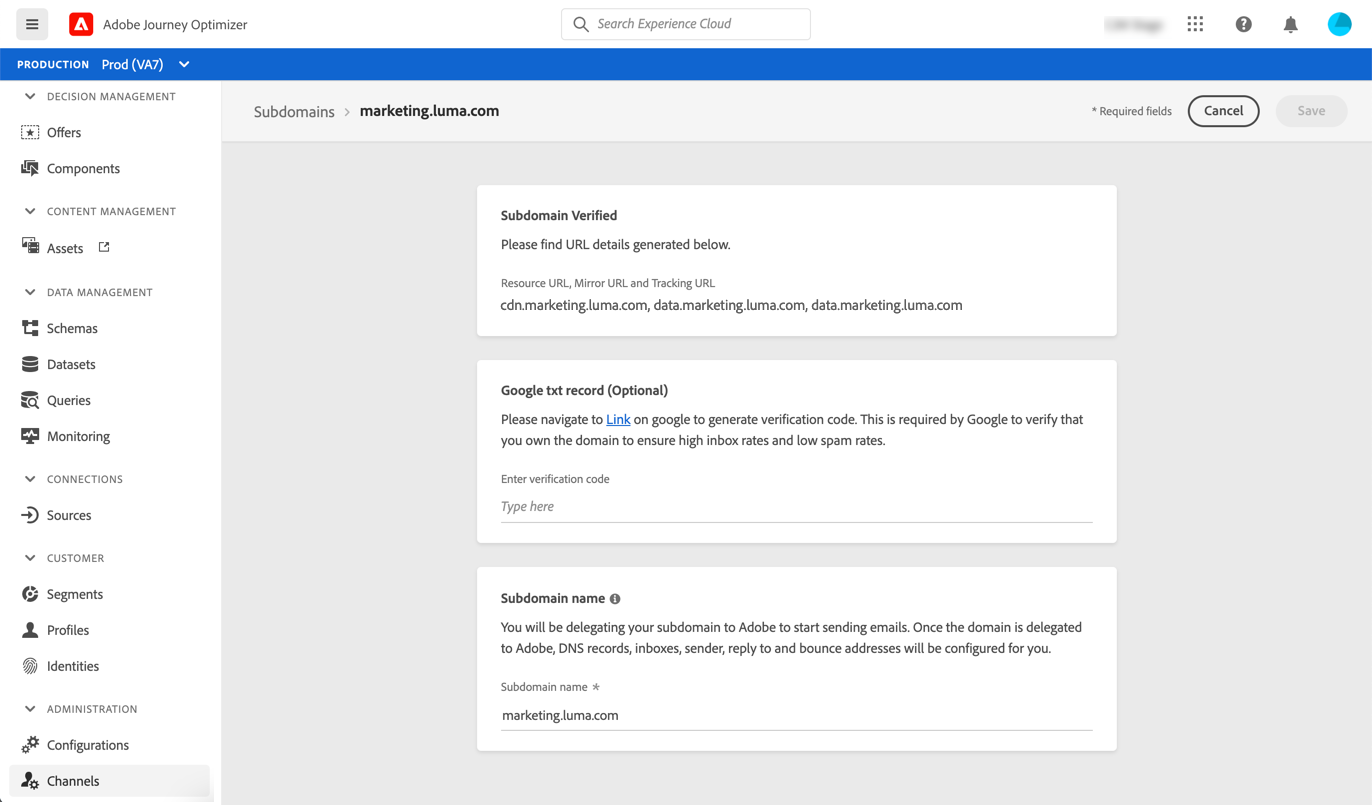 Adobe Journey Optimizer
Search Experience Cloud
PRODUCTION Prod (VA7)
DECISION MANAGEMENT
Offers
Components
CONTENT MANAGEMENT
Assets
DATA MANAGEMENT
Schemas
Datasets
Queries
Monitoring
CONNECTIONS
Sources
CUSTOMER
Segments
Profiles
Identities
ADMINISTRATION
Configurations
Channels
Subdomains > marketing.luma.com
* Required fields
Cancel
Save
Subdomain Verified
Please find URL details generated below.
Resource URL, Mirror URL and Tracking URL
cdn.marketing.luma.com, data.marketing.luma.com, data.marketing.luma.com
Google txt record (Optional)
Please navigate to Link on google to generate verification code. This is required by Google to verify that
you own the domain to ensure high inbox rates and low spam rates.
Enter verification code
Type here
Subdomain name
You will be delegating your subdomain to Adobe to start sending emails. Once the domain is delegated
to Adobe, DNS records, inboxes, sender, reply to and bounce addresses will be configured for you.
Subdomain name *
marketing.luma.com